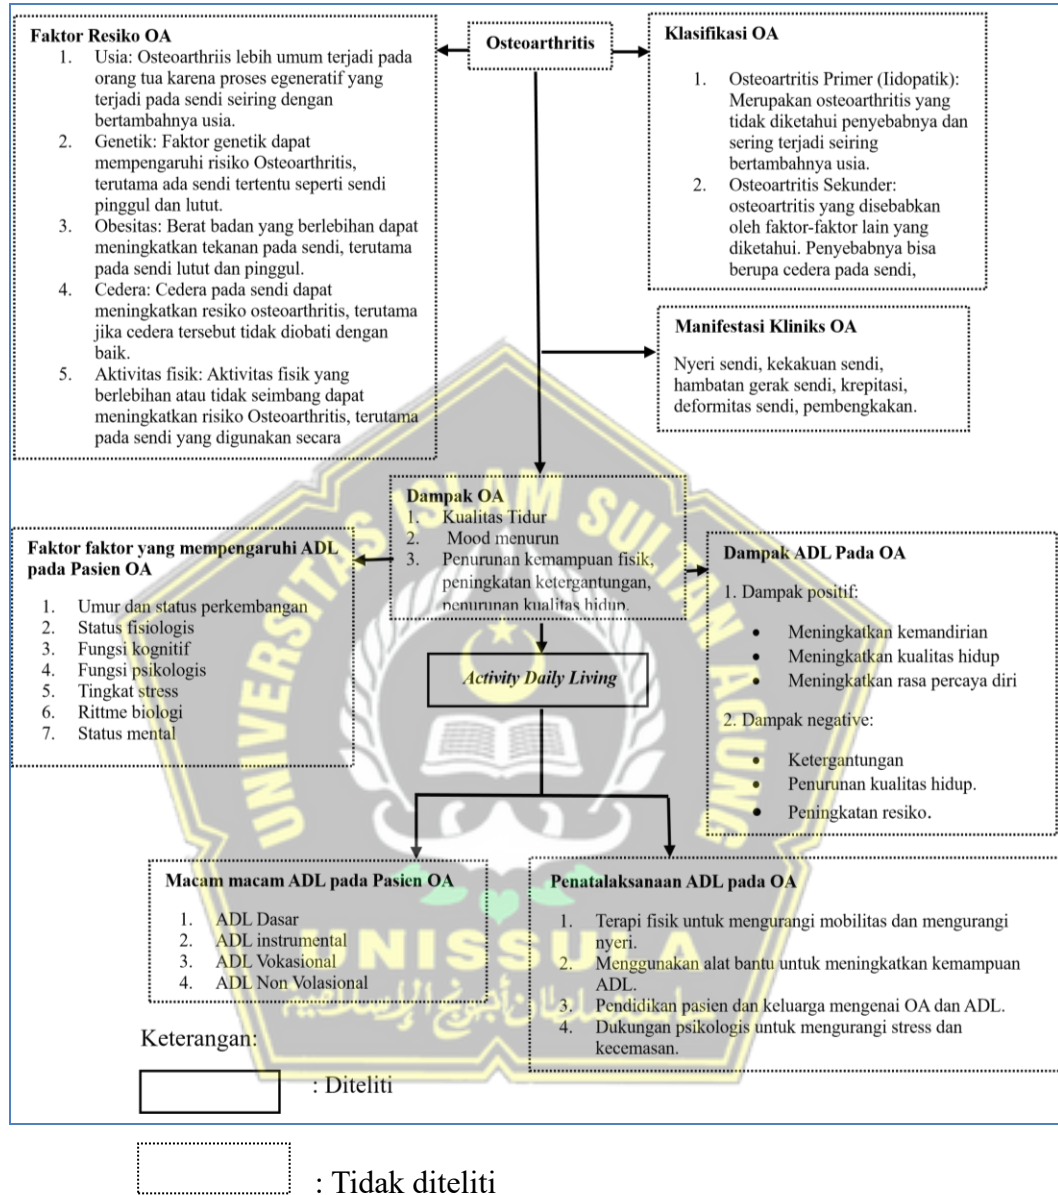 Osteoarthritis
Faktor Resiko OA
1. Usia: Osteoarthriis lebih umum terjadi pada
orang tua karena proses egeneratif yang
terjadi pada sendi seiring dengan
bertambahnya usia.
2. Genetik: Faktor genetik dapat
mempengaruhi risiko Osteoarthritis,
terutama ada sendi tertentu seperti sendi
pinggul dan lutut.
3. Obesitas: Berat badan yang berlebihan dapat
meningkatkan tekanan pada sendi, terutama
pada sendi lutut dan pinggul.
4. Cedera: Cedera pada sendi dapat
meningkatkan resiko osteoarthritis, terutama
jika cedera tersebut tidak diobati dengan
baik.
5. Aktivitas fisik: Aktivitas fisik yang
berlebihan atau tidak seimbang dapat
meningkatkan risiko Osteoarthritis, terutama
pada sendi yang digunakan secara
Klasifikasi OA
1. Osteoartritis Primer (Iidopatik):
Merupakan osteoarthritis yang
tidak diketahui penyebabnya dan
sering terjadi seiring
bertambahnya usia.
2. Osteoartritis Sekunder:
osteoartritis yang disebabkan
oleh faktor-faktor lain yang
diketahui. Penyebabnya bisa
berupa cedera pada sendi,
Manifestasi Kliniks OA
Nyeri sendi, kekakuan sendi,
hambatan gerak sendi, krepitasi,
deformitas sendi, pembengkakan.
Dampak OA
1. Kualitas Tidur
2. Mood menurun
3. Penurunan kemampuan fisik,
peningkatan ketergantungan,
penurunan kualitas hidup.
Faktor faktor yang mempengaruhi ADL
pada Pasien OA
1. Umur dan status perkembangan
2. Status fisiologis
3. Fungsi kognitif
4. Fungsi psikologis
5. Tingkat stress
6. Rittme biologi
7. Status mental
Dampak ADL Pada OA
1. Dampak positif:
• Meningkatkan kemandirian
• Meningkatkan kualitas hidup
• Meningkatkan rasa percaya diri
2. Dampak negative:
• Ketergantungan
• Penurunan kualitas hidup.
• Peningkatan resiko.
Activity Daily Living
Macam macam ADL pada Pasien OA
1. ADL Dasar
2. ADL instrumental
3. ADL Vokasional
4. ADL Non Volasional
Penatalaksanaan ADL pada OA
1. Terapi fisik untuk mengurangi mobilitas dan mengurangi
nyeri.
2. Menggunakan alat bantu untuk meningkatkan kemampuan
ADL.
3. Pendidikan pasien dan keluarga mengenai OA dan ADL.
4. Dukungan psikologis untuk mengurangi stress dan
kecemasan.
UNIVERSITAS ISLAM SULTAN AGUNG
UNISSULA
Keterangan:
: Diteliti
: Tidak diteliti